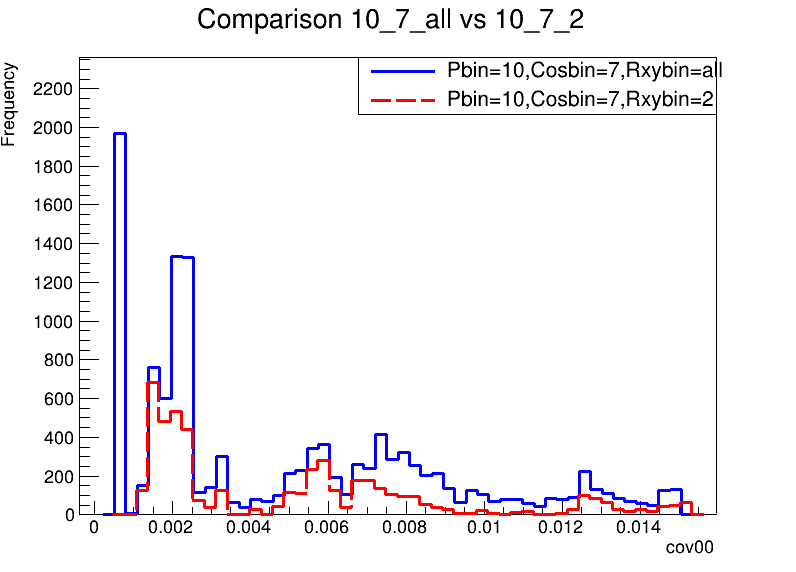 Comparison 10_7_all vs 10_7_2
Frequency
Pbin=10,Cosbin=7,Rxybin=all
Pbin=10,Cosbin=7,Rxybin=2
2200
2000
1800
1600
1400
1200
1000
800
600
400
200
0
0 0.002 0.004 0.006 0.008 0.01 0.012 0.014
cov00